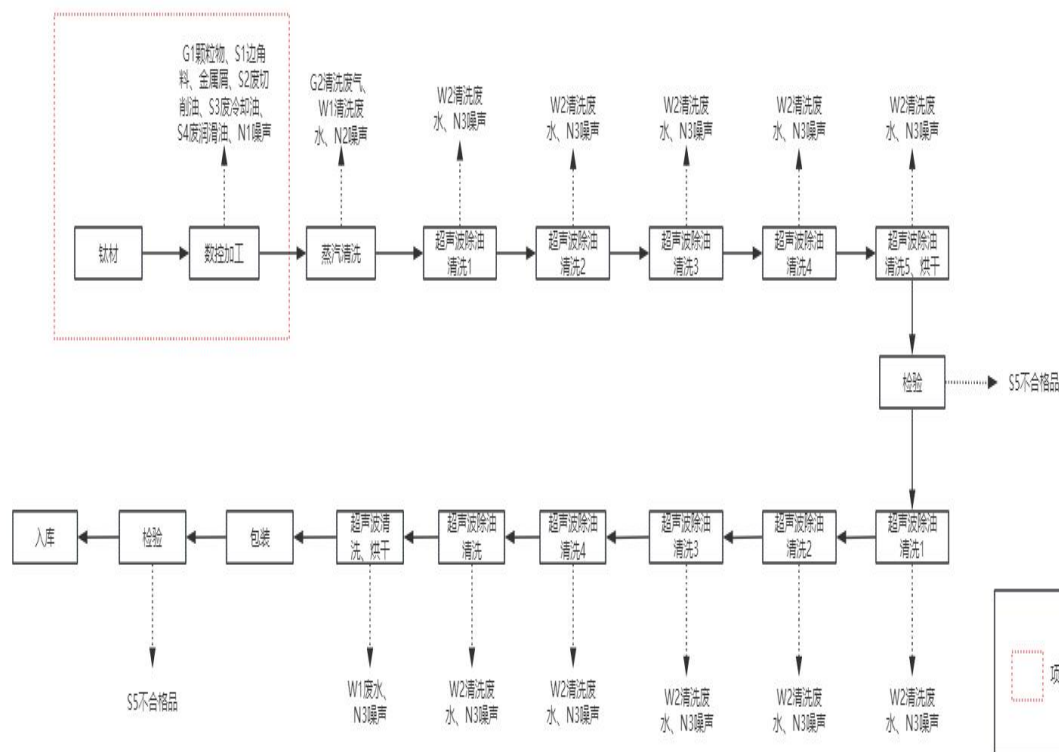 G1颗粒物、S1边角
料、金属屑、S2废切
削油、S3废冷却油、
S4废润滑油、N1噪声
G2清洗废气、
W1清洗废
水、N2噪声
W2清洗废
水、N3噪声
W2清洗废
水、N3噪声
W2清洗废
水、N3噪声
W2清洗废
水、N3噪声
W2清洗废
水、N3噪声
钛材
数控加工
蒸汽清洗
超声波除油
清洗1
超声波除油
清洗2
超声波除油
清洗3
超声波除油
清洗4
超声波除油
清洗5、烘干
检验
S5不合格品
入库
检验
包装
超声波清
洗、烘干
超声波除油
清洗
超声波除油
清洗4
超声波除油
清洗3
超声波除油
清洗2
超声波除油
清洗1
S5不合格品
W1废水、
N3噪声
W2清洗废
水、N3噪声
W2清洗废
水、N3噪声
W2清洗废
水、N3噪声
W2清洗废
水、N3噪声
W2清洗废
水、N3噪声
项